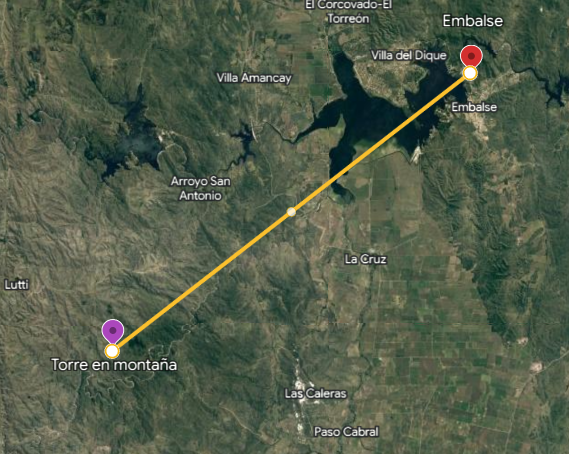 El Corcovado-El
Torreón
Embalse
Villa del Dique
Villa Amancay
Embalse
Arroyo San
Antonio
La Cruz
Lutti
Torre en montaña
Las Caleras
Paso Cabral